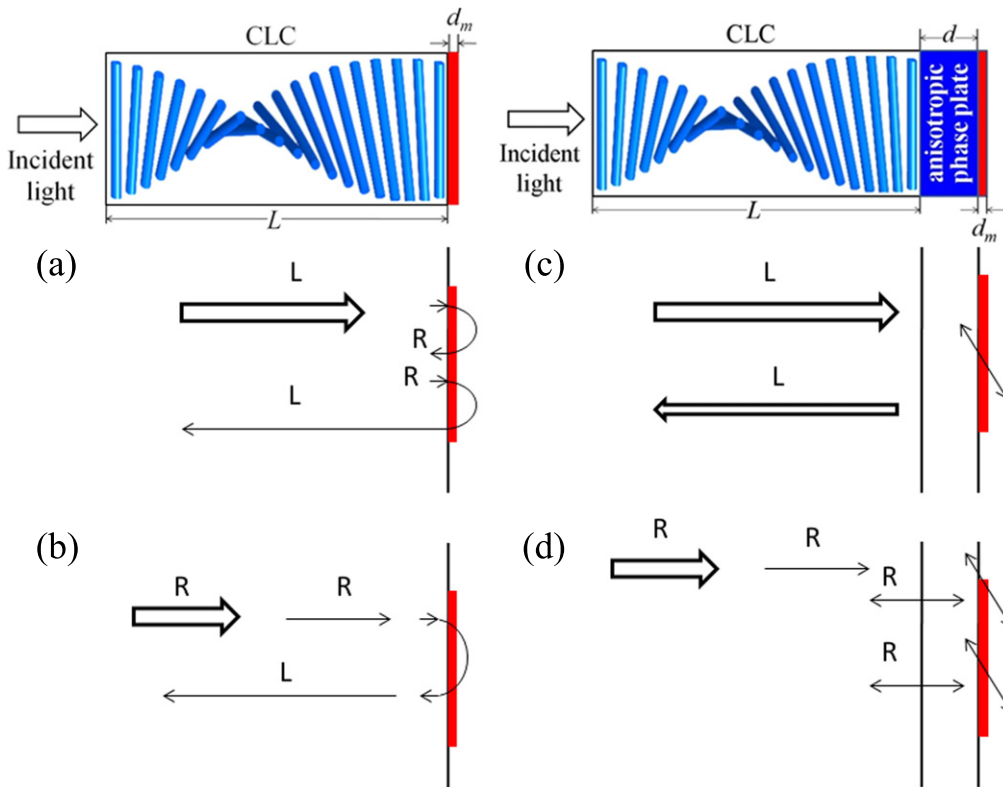 CLC
d_m
Incident
light
L
CLC
d
anisotropic
phase plate
Incident
light
L
d_m
(a)
L
R
R
L
(c)
L
L
(b)
R
R
L
(d)
R
R
R
R